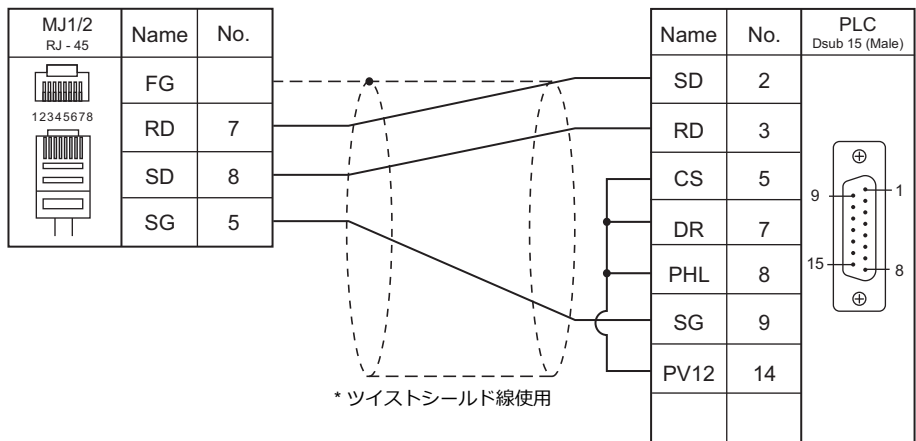 MJ1/2
RJ - 45
Name No.
12345678
FG
RD 7
SD 8
SG 5
* ツイストシールド線使用
Name No.
PLC
Dsub 15 (Male)
SD 2
RD 3
CS 5
DR 7
PHL 8
SG 9
PV12 14
9 1
15 8